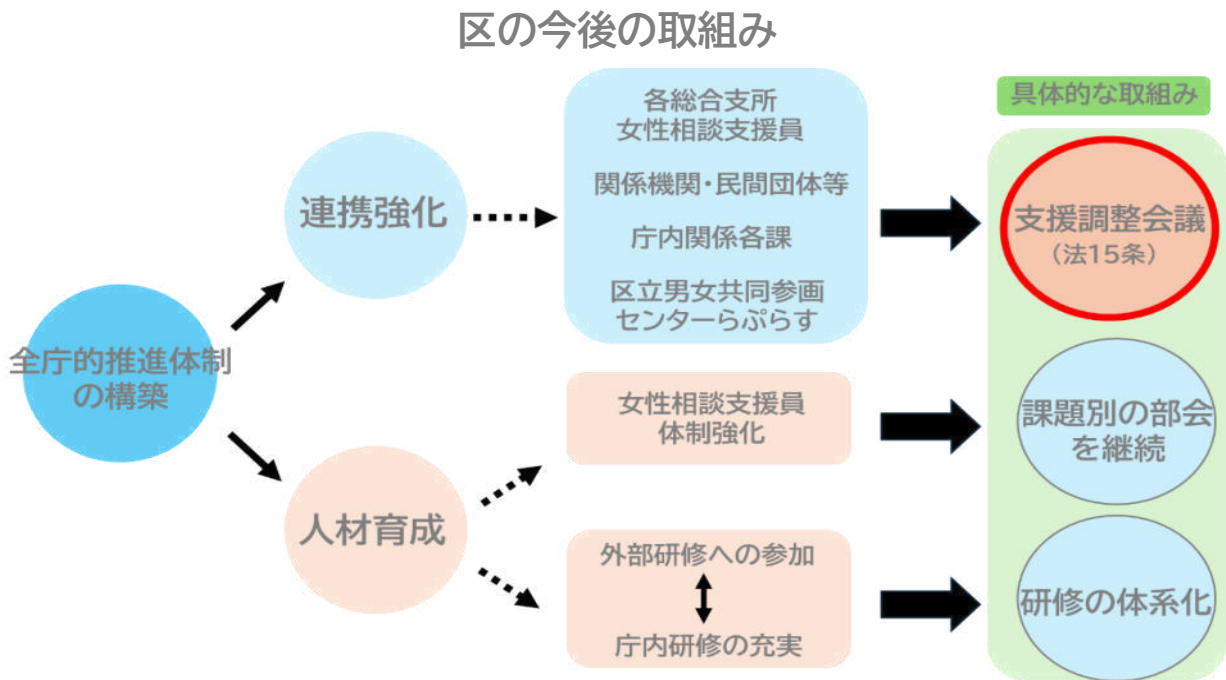 区の今後の取組み
全庁的推進体制
の構築
連携強化
各総合支所
女性相談支援員
関係機関・民間団体等
庁内関係各課
区立男女共同参画
センターらぷらす
人材育成
女性相談支援員
体制強化
外部研修への参加
庁内研修の充実
具体的な取組み
支援調整会議
（法15条）
課題別の部会
を継続
研修の体系化